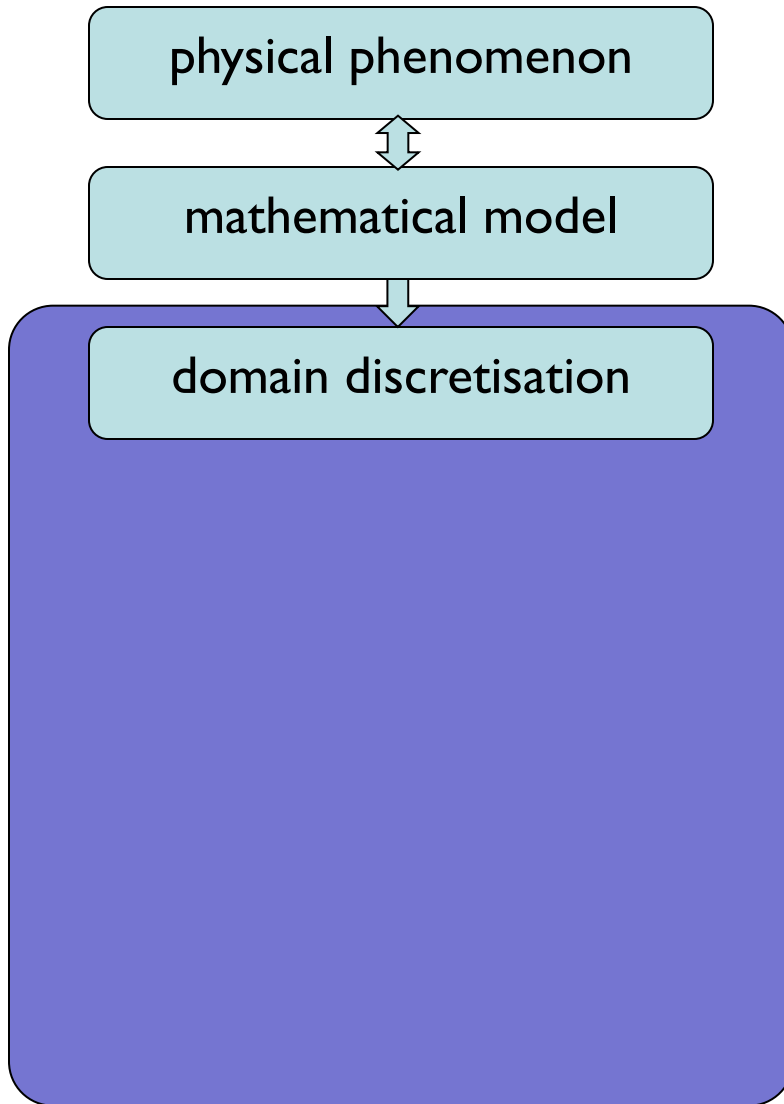 physical phenomenon
mathematical model
domain discretisation